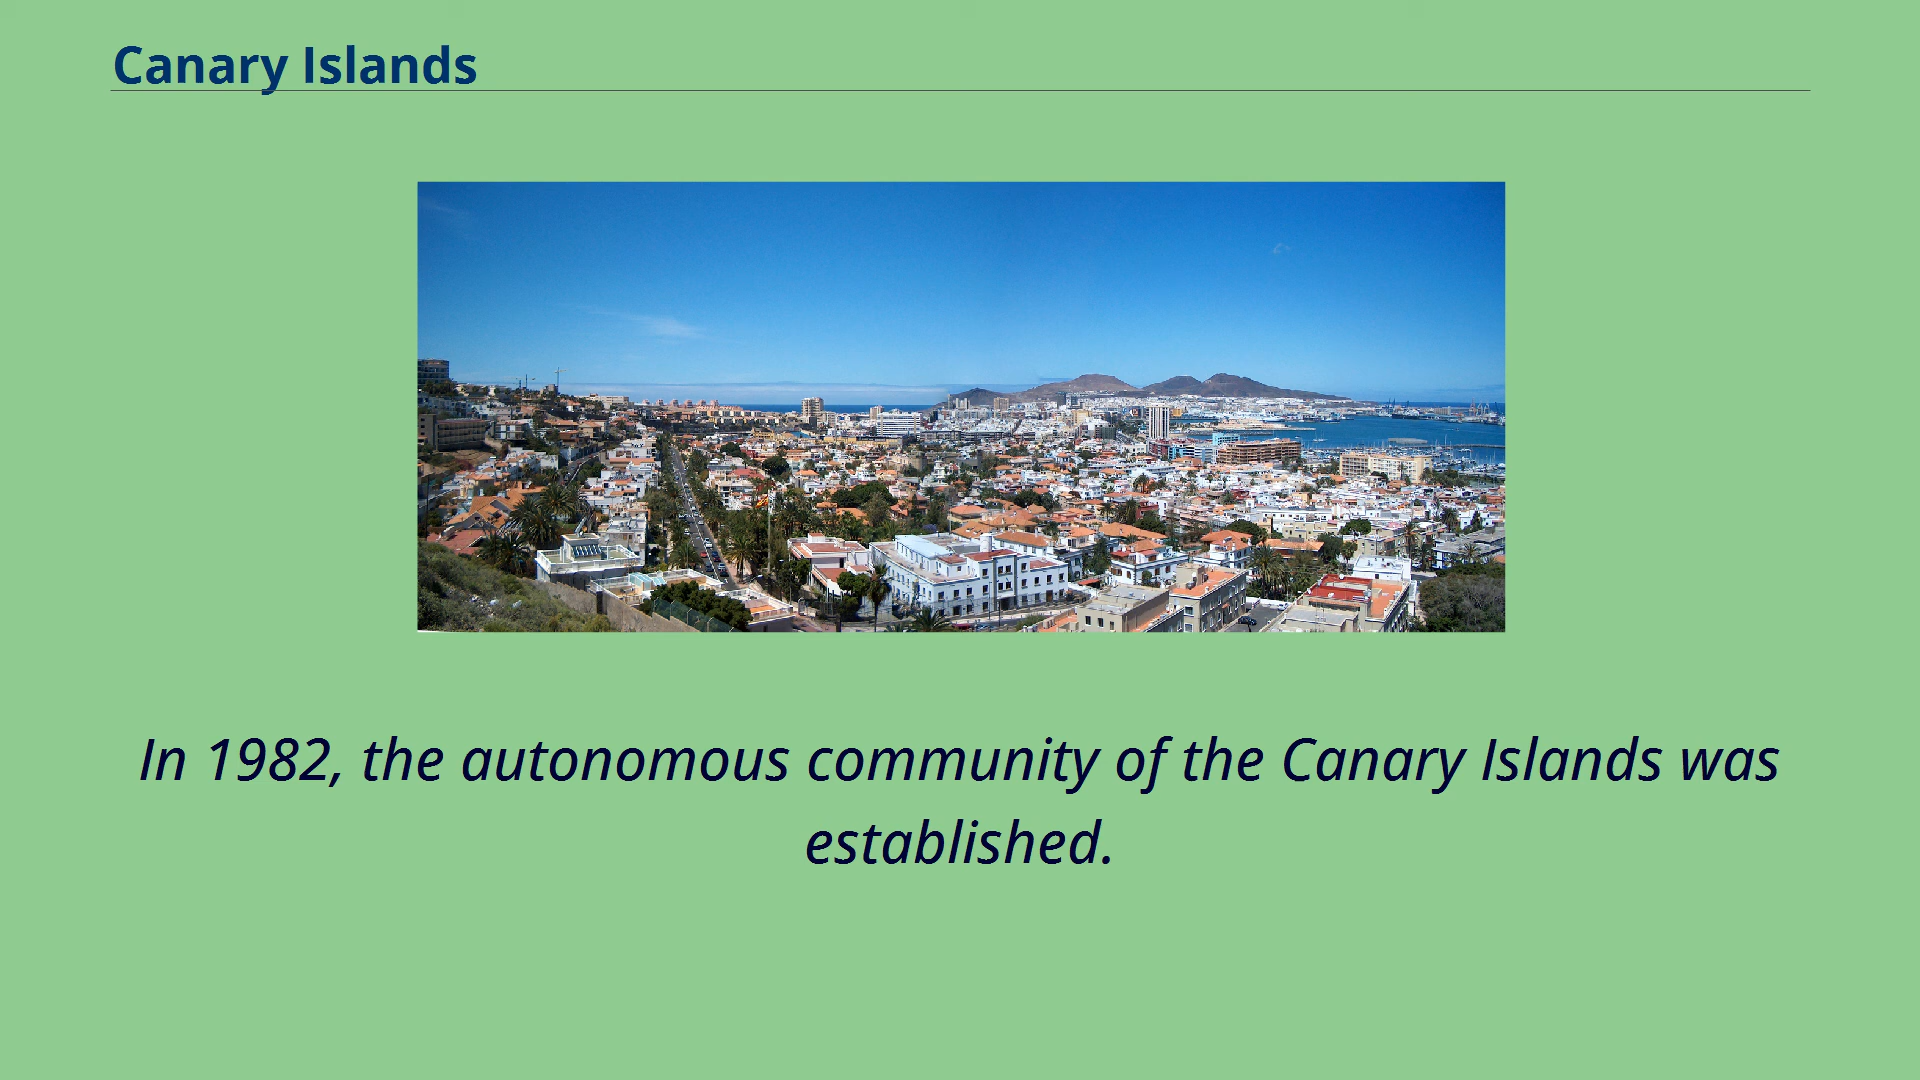 Canary Islands
In 1982, the autonomous community of the Canary Islands was
established.